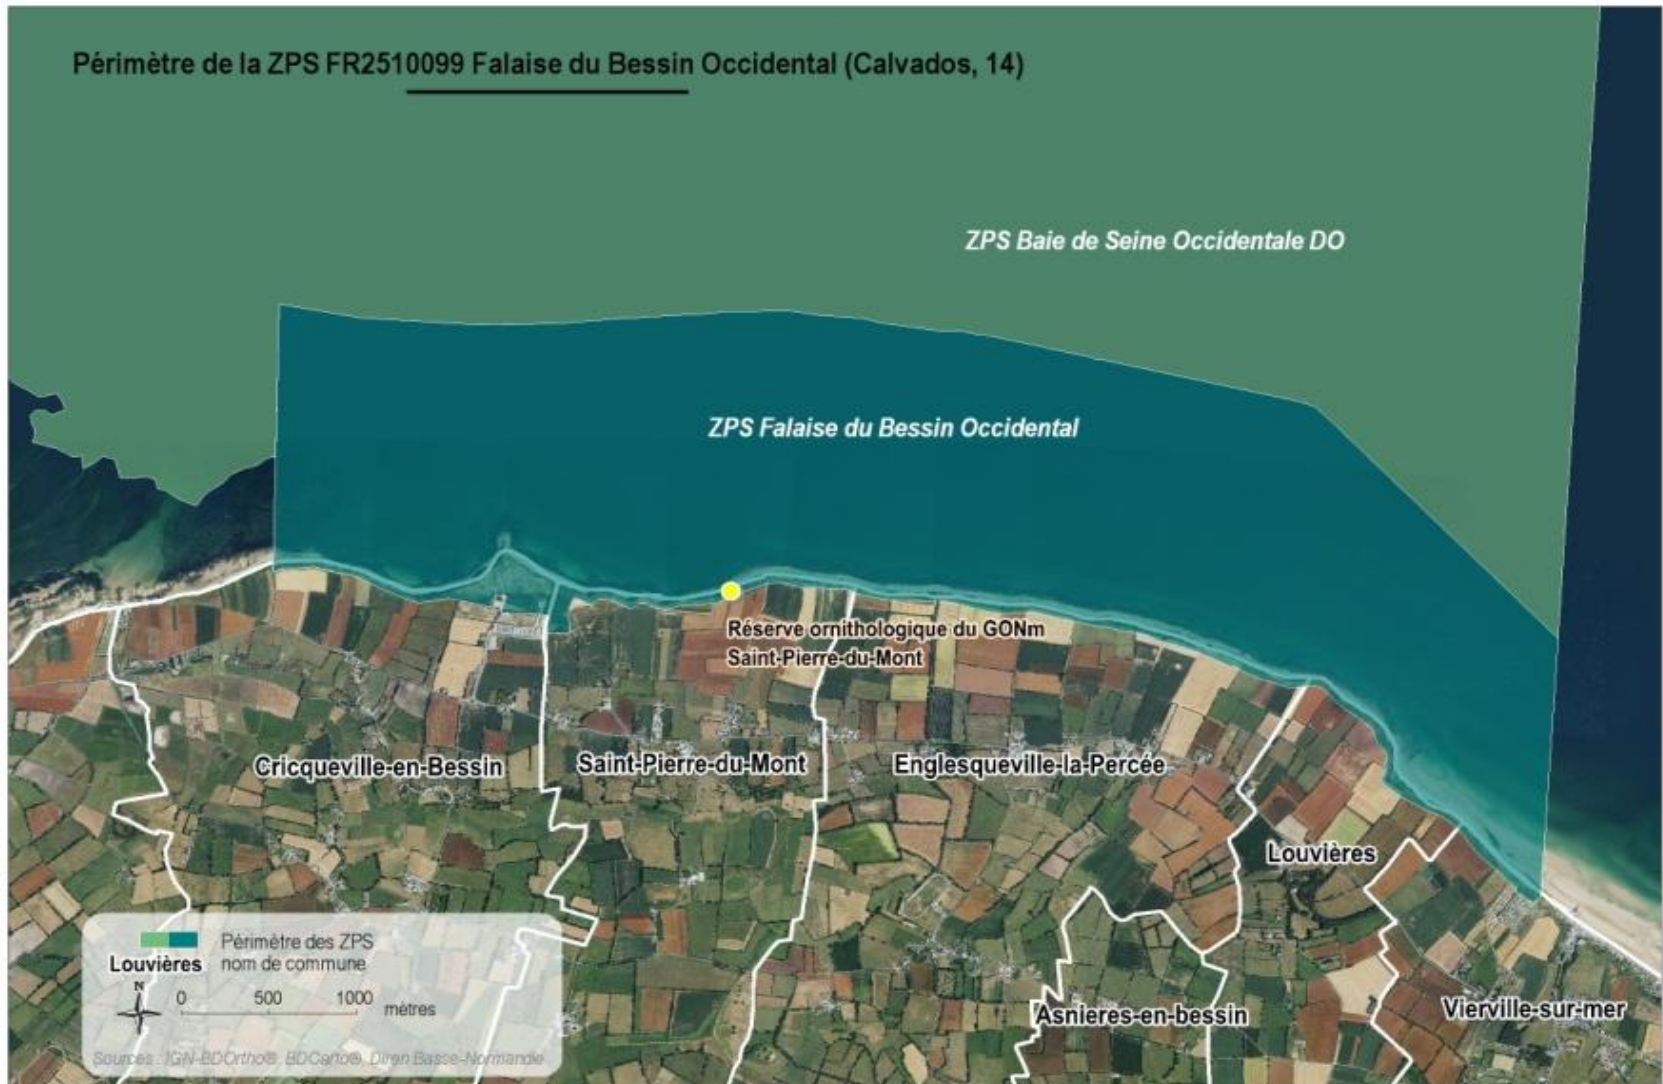 Périmètre de la ZPS FR2510099 Falaise du Bessin Occidental (Calvados, 14)
ZPS Baie de Seine Occidentale DO
ZPS Falaise du Bessin Occidental
Réserve ornithologique du GONm
Saint-Pierre-du-Mont
Cricqueville-en-Bessin
Saint-Pierre-du-Mont
Englesqueville-la-Percée
Louvières
Asnieres-en-bessin
Vierville-sur-mer
Périmètre des ZPS
Louvières nom de commune
N
0 500 1000 mètres
Sources : IGN-BDOrtho®, BDCarto®, Diren Basse-Normandie